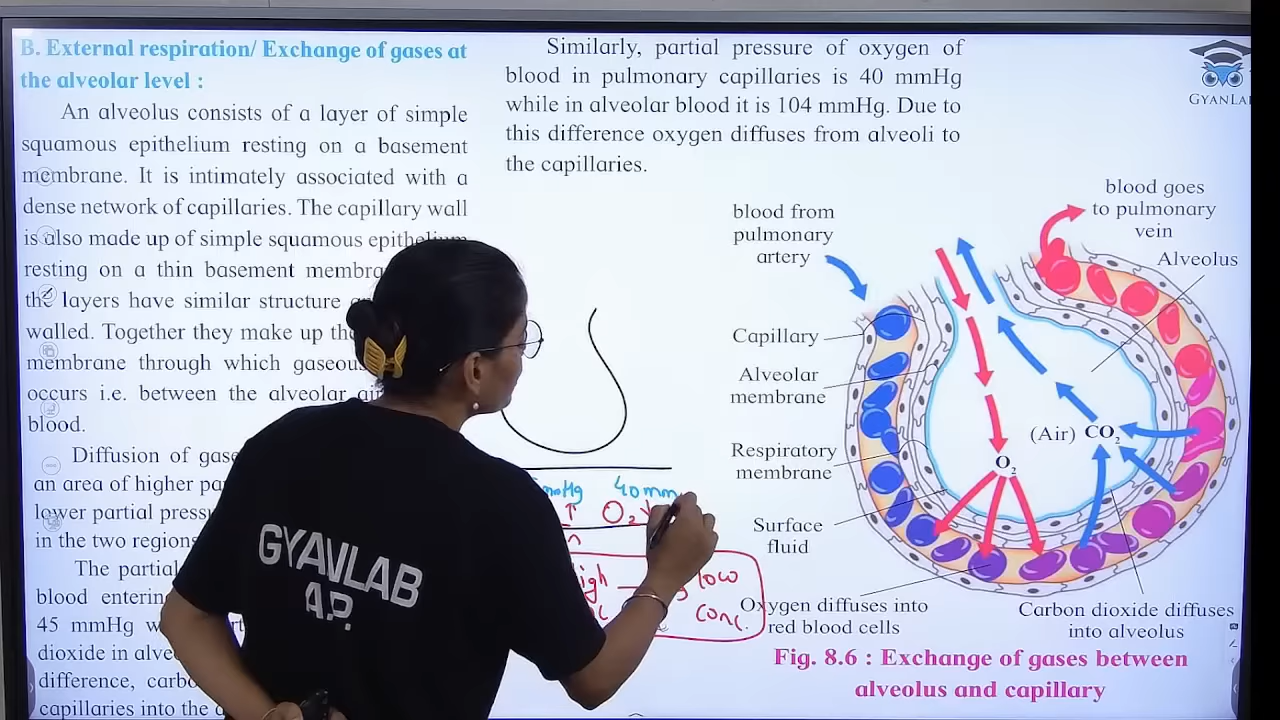 B. External respiration/ Exchange of gases at
the alveolar level :
An alveolus consists of a layer of simple
squamous epithelium resting on a basement
membrane. It is intimately associated with a
dense network of capillaries. The capillary wall
is also made up of simple squamous epithelium
resting on a thin basement
the layers have similar structure
walled. Together they make up
membrane through which
occurs i.e. between the alveolar
blood.
Diffusion of
an area of higher
lower partial
in the two regions
The partial
blood
45 mmHg
dioxide in
difference,
capillaries into the
Similarly, partial pressure of oxygen of
blood in pulmonary capillaries is 40 mmHg
while in alveolar blood it is 104 mmHg. Due to
this difference oxygen diffuses from alveoli to
the capillaries.
GYANLA
blood from
pulmonary
artery
blood goes
to pulmonary
vein
Alveolus
Capillary
Alveolar
membrane
Respiratory
membrane
Surface
fluid
(Air) CO₂
O₂
Oxygen diffuses into
red blood cells
Carbon dioxide diffuses
into alveolus
Fig. 8.6 : Exchange of gases between
alveolus and capillary
mmHg 40mm
↑ O₂
low
conc.
GYANLAB
A.P.